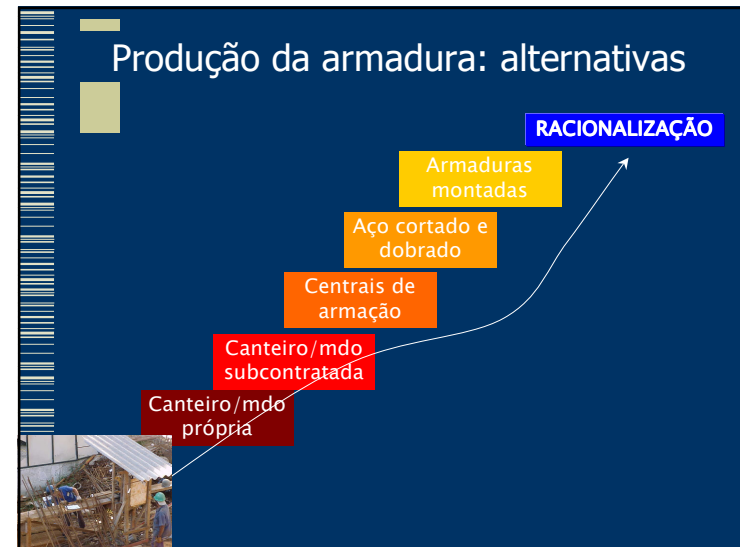 Produção da armadura: alternativas
RACIONALIZAÇÃO
Armaduras
montadas
Aço cortado e
dobrado
Centrais de
armação
Canteiro/mdo
subcontratada
Canteiro/mdo
própria